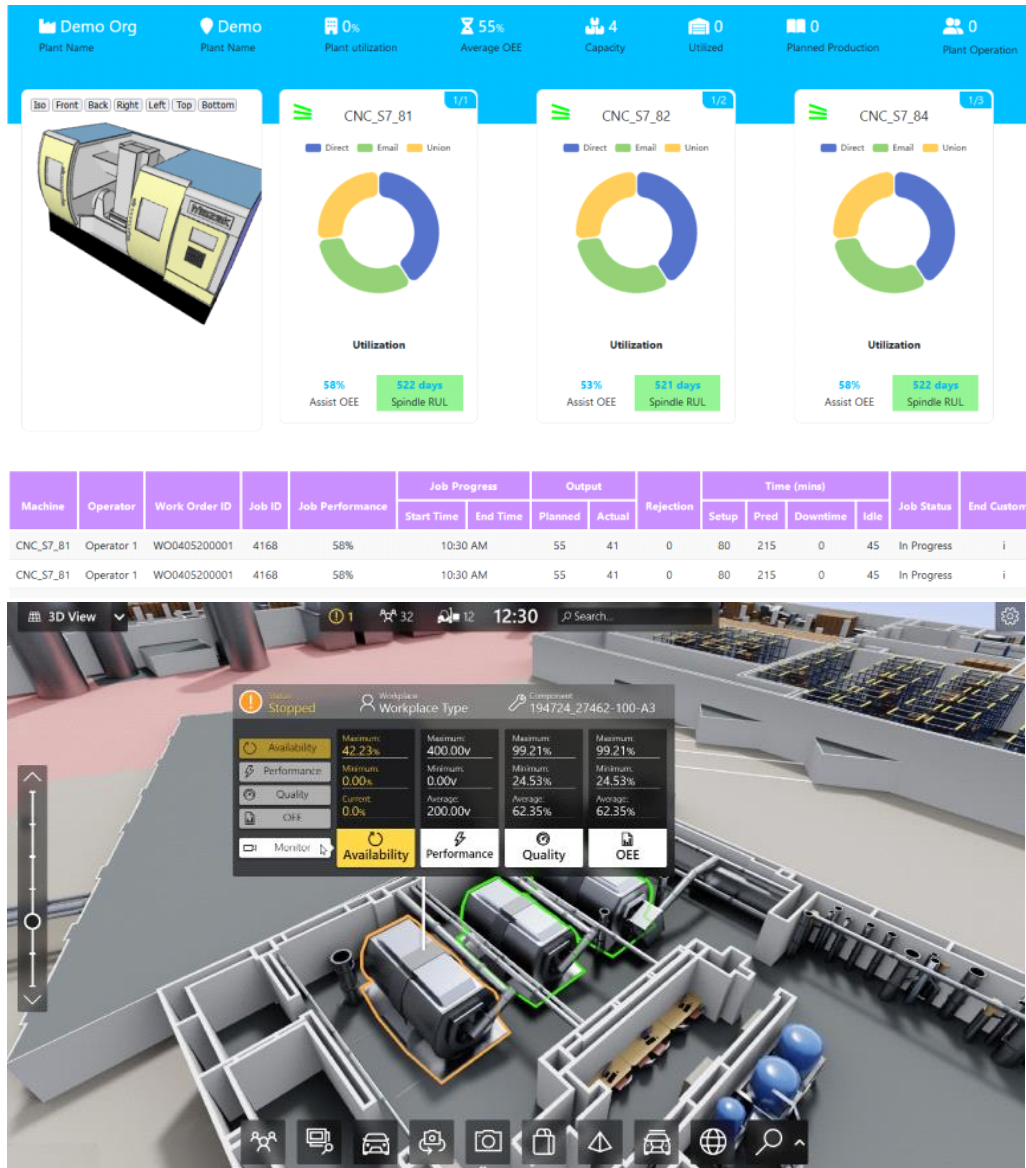 Demo Org Demo 0% 55% 4 0 0 0
Plant Name Plant Name Plant utilization Average OEE Capacity Utilized Planned Production Plant Operation
Iso Front Back Right Left Top Bottom
Mazak
1/1
CNC_S7_81
Direct Email Union
Utilization
58% 522 days
Assist OEE Spindle RUL
1/2
CNC_S7_82
Direct Email Union
Utilization
53% 521 days
Assist OEE Spindle RUL
1/3
CNC_S7_84
Direct Email Union
Utilization
58% 522 days
Assist OEE Spindle RUL
Machine Operator Work Order ID Job ID Job Performance Job Progress Output Rejection Time (mins) Job Status End Custom
Start Time End Time Planned Actual Setup Pred Downtime Idle
CNC_S7_81 Operator 1 WO0405200001 4168 58% 10:30 AM 55 41 0 80 215 0 45 In Progress i
CNC_S7_81 Operator 1 WO0405200001 4168 58% 10:30 AM 55 41 0 80 215 0 45 In Progress i
3D View 1 32 12 12:30 Search...
Status Workplace Component
Stopped Workplace Type 194724_27462-100-A3
Availability
Performance
Quality
OEE
Monitor
Maximum: Maximum: Maximum: Maximum:
42.23% 400.00v 99.21% 99.21%
Minimum: Minimum: Minimum: Minimum:
0.00% 0.00v 24.53% 24.53%
Current: Average: Average: Average:
0.0% 200.00v 62.35% 62.35%
Availability Performance Quality OEE